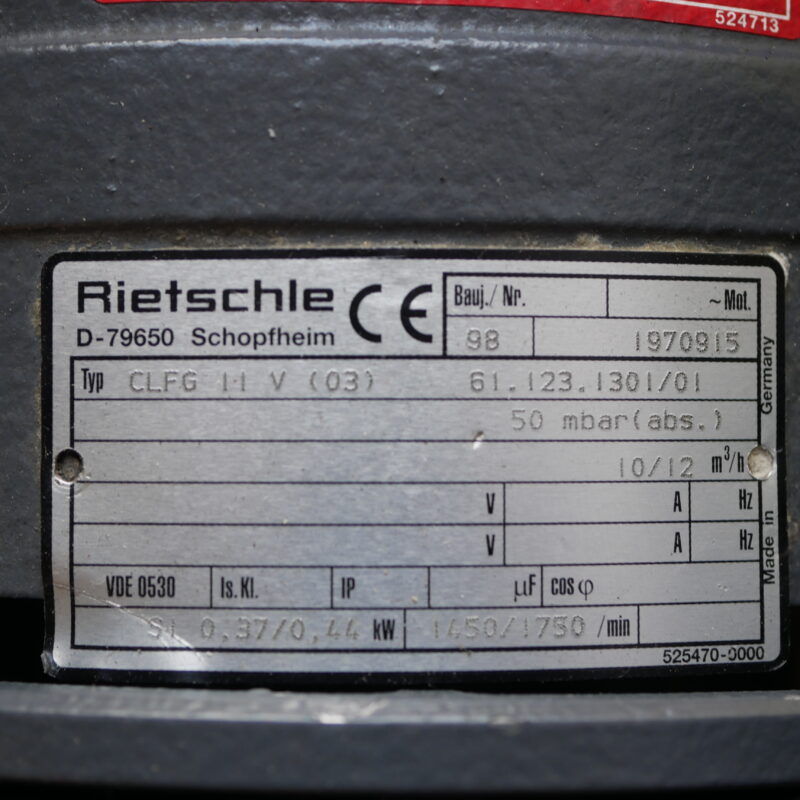 524713
Rietschle CE
D-79650 Schopfheim
Bauj./ Nr. ~ Mot.
98 1970915
Typ CLFG 11 V (03) 61.123.1301/01
50 mbar(abs.)
10/12 m³/h
V A Hz
V A Hz
VDE 0530 Is. Kl. IP µF cos φ
S1 0,37/0,44 kW 1450/1750 /min
525470-0000
Made in Germany